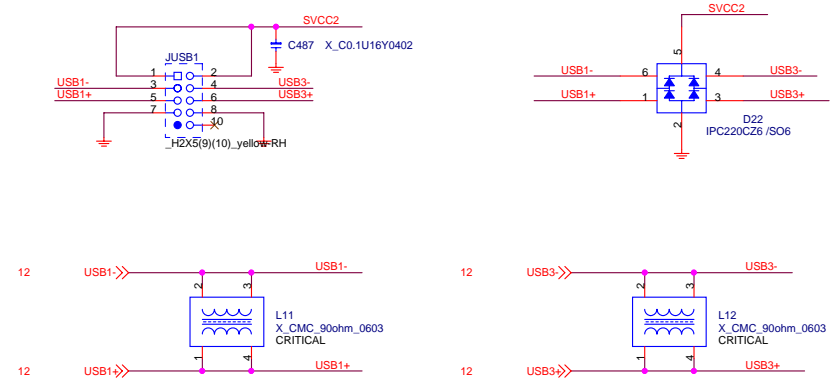 SVCC2
C487 X_C0.1U16Y0402
JUSB1
1 2
USB1- 3 4 USB3-
USB1+ 5 6 USB3+
7 8
10
_H2X5(9)(10)_yellow-RH
SVCC2
5
USB1- 6 4 USB3-
USB1+ 1 3 USB3+
2
D22
IPC220CZ6 /SO6
12 USB1- USB1-
2 3
L11
X_CMC_90ohm_0603
CRITICAL
1 4
12 USB1+ USB1+
12 USB3- USB3-
2 3
L12
X_CMC_90ohm_0603
CRITICAL
1 4
12 USB3+ USB3+